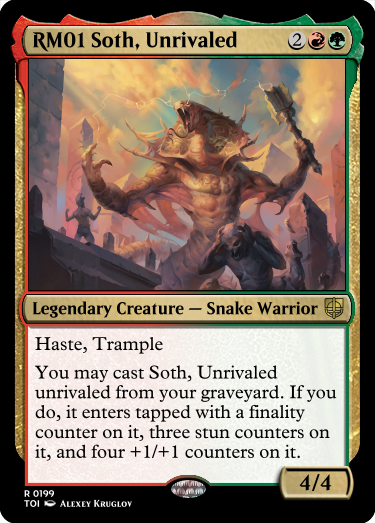 RM01 Soth, Unrivaled 2
Legendary Creature — Snake Warrior
Haste, Trample
You may cast Soth, Unrivaled
unrivaled from your graveyard. If you
do, it enters tapped with a finality
counter on it, three stun counters on
it, and four +1/+1 counters on it.
4/4
R 0199
TOI ALEXEY KRUGLOV